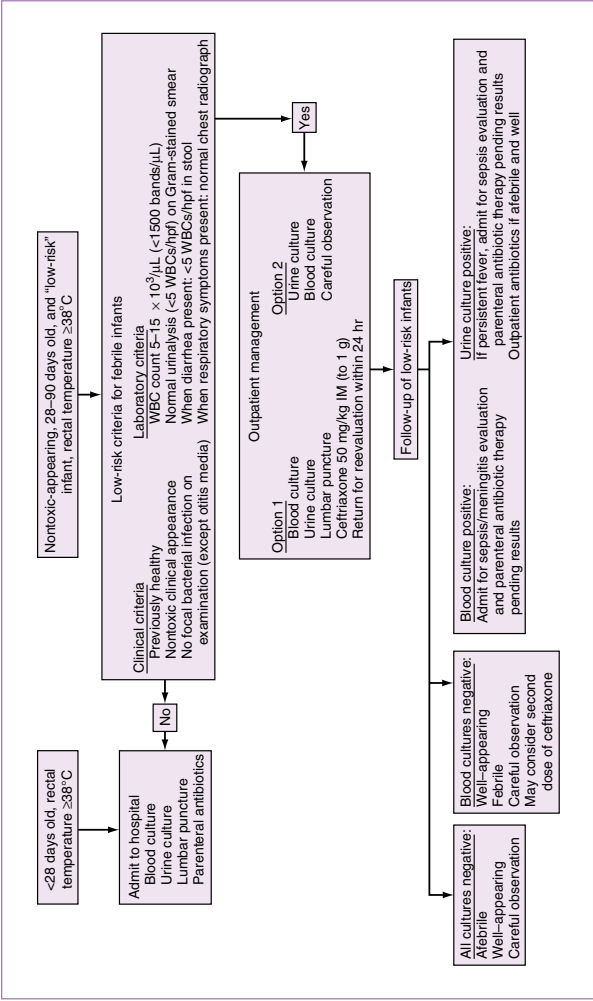 <28 days old, rectal
temperature ≥38°C
Nontoxic-appearing, 28–90 days old, and "low-risk"
infant, rectal temperature ≥38°C
Admit to hospital
Blood culture
Urine culture
Lumbar puncture
Parenteral antibiotics
No
Low-risk criteria for febrile infants
Clinical criteria
Previously healthy
Nontoxic clinical appearance
No focal bacterial infection on
examination (except otitis media)
Laboratory criteria
WBC count 5–15 ×10³/μL (<1500 bands/μL)
Normal urinalysis (<5 WBCs/hpf) on Gram-stained smear
When diarrhea present: <5 WBCs/hpf in stool
When respiratory symptoms present: normal chest radiograph
Yes
Outpatient management
Option 1
Blood culture
Urine culture
Lumbar puncture
Ceftriaxone 50 mg/kg IM (to 1 g)
Return for reevaluation within 24 hr
Option 2
Urine culture
Blood culture
Careful observation
Follow-up of low-risk infants
All cultures negative:
Afebrile
Well–appearing
Careful observation
Blood cultures negative:
Well–appearing
Febrile
Careful observation
May consider second
dose of ceftriaxone
Blood culture positive:
Admit for sepsis/meningitis evaluation
and parenteral antibiotic therapy
pending results
Urine culture positive:
If persistent fever, admit for sepsis evaluation and
parenteral antibiotic therapy pending results
Outpatient antibiotics if afebrile and well